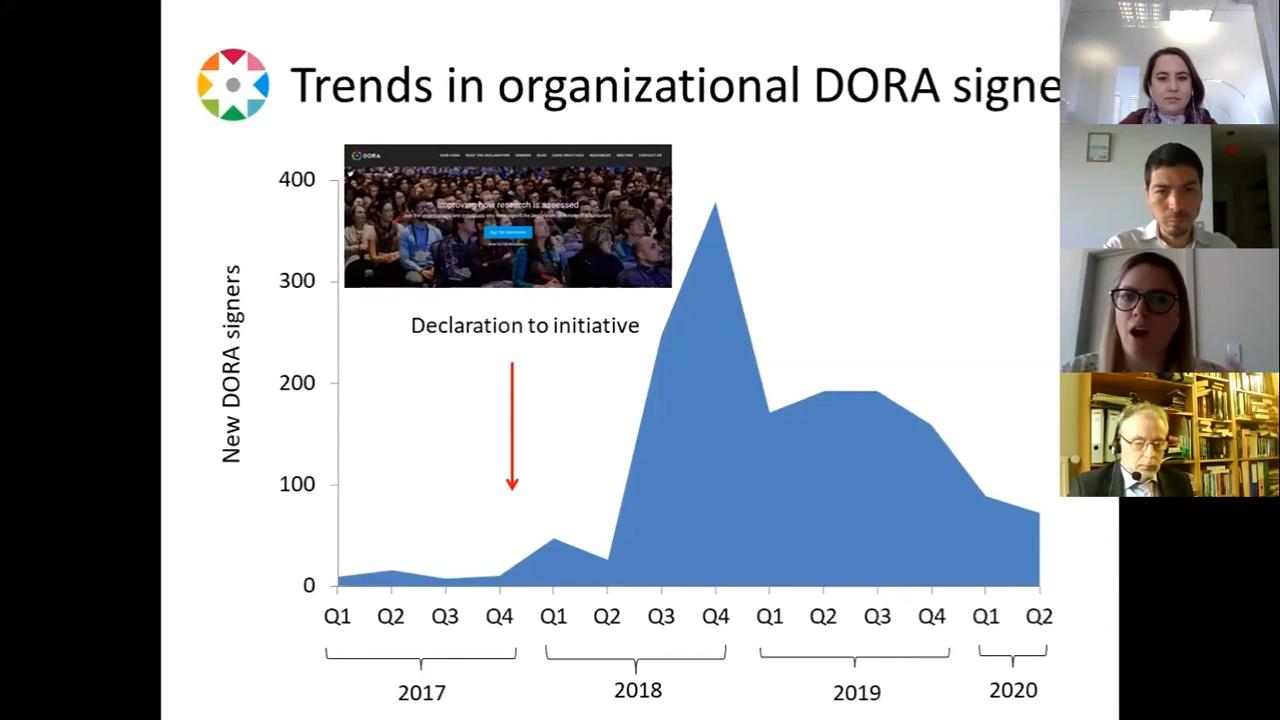 Trends in organizational DORA signe
DORA
Improving how research is assessed
400
300
200
100
0
New DORA signers
Declaration to initiative
Q1 Q2 Q3 Q4 Q1 Q2 Q3 Q4 Q1 Q2 Q3 Q4 Q1 Q2
2017 2018 2019 2020